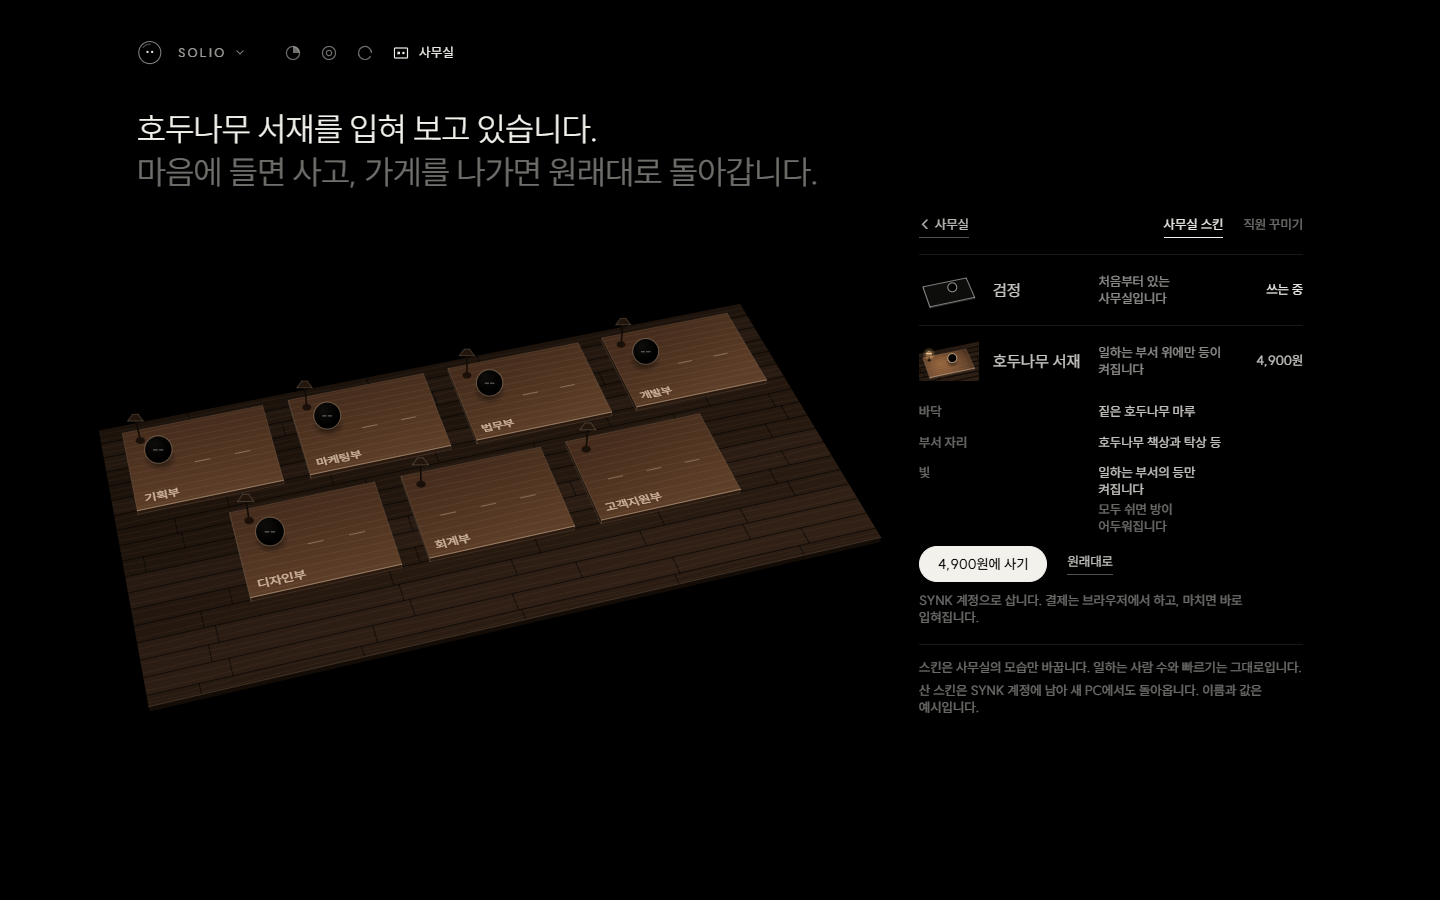 SOLIO
사무실
호두나무 서재를 입혀 보고 있습니다.
마음에 들면 사고, 가게를 나가면 원래대로 돌아갑니다.
사무실
사무실 스킨
직원 꾸미기
검정
처음부터 있는
사무실입니다
쓰는 중
호두나무 서재
일하는 부서 위에만 등이
켜집니다
4,900원
바닥
짙은 호두나무 마루
부서 자리
호두나무 책상과 탁상 등
빛
일하는 부서의 등만
켜집니다
모두 쉬면 방이
어두워집니다
4,900원에 사기
원래대로
SYNK 계정으로 삽니다. 결제는 브라우저에서 하고, 마치면 바로
입혀집니다.
스킨은 사무실의 모습만 바꿉니다. 일하는 사람 수와 빠르기는 그대로입니다.
산 스킨은 SYNK 계정에 남아 새 PC에서도 돌아옵니다. 이름과 값은
예시입니다.
기획부
마케팅부
법무부
개발부
디자인부
회계부
고객지원부